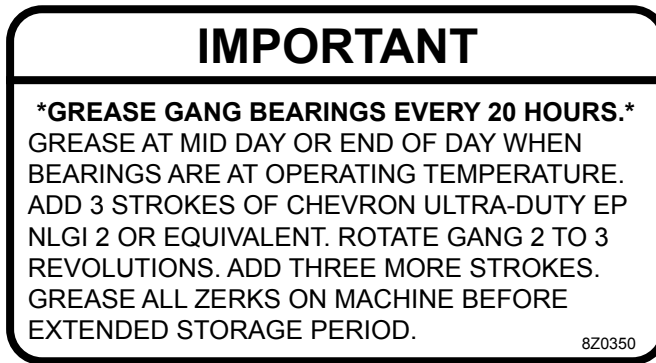 IMPORTANT
*GREASE GANG BEARINGS EVERY 20 HOURS.*
GREASE AT MID DAY OR END OF DAY WHEN
BEARINGS ARE AT OPERATING TEMPERATURE.
ADD 3 STROKES OF CHEVRON ULTRA-DUTY EP
NLGI 2 OR EQUIVALENT. ROTATE GANG 2 TO 3
REVOLUTIONS. ADD THREE MORE STROKES.
GREASE ALL ZERKS ON MACHINE BEFORE
EXTENDED STORAGE PERIOD.
8Z0350